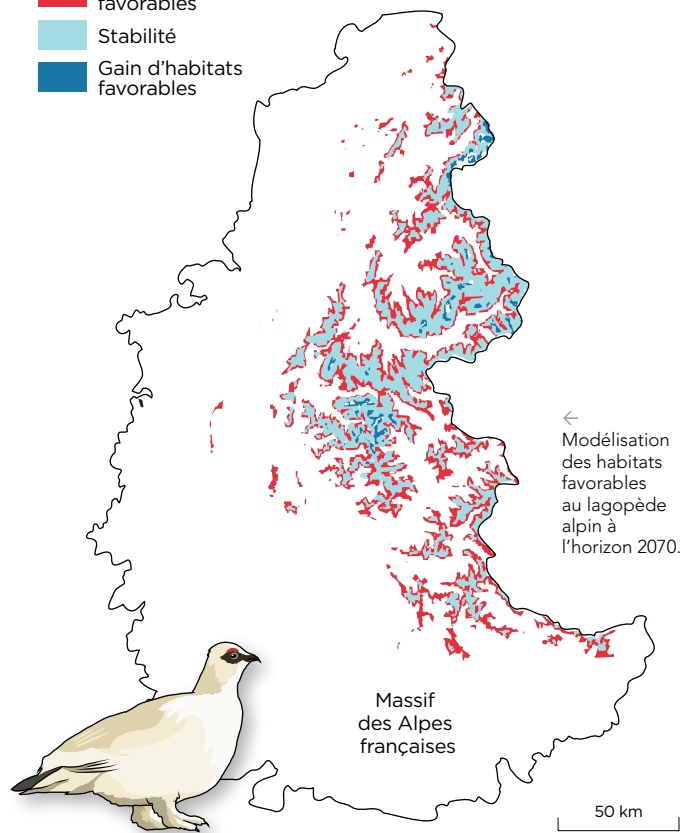 favorables
Stabilité
Gain d'habitats
favorables
←
Modélisation
des habitats
favorables
au lagopède
alpin à
l'horizon 2070.
Massif
des Alpes
françaises
50 km